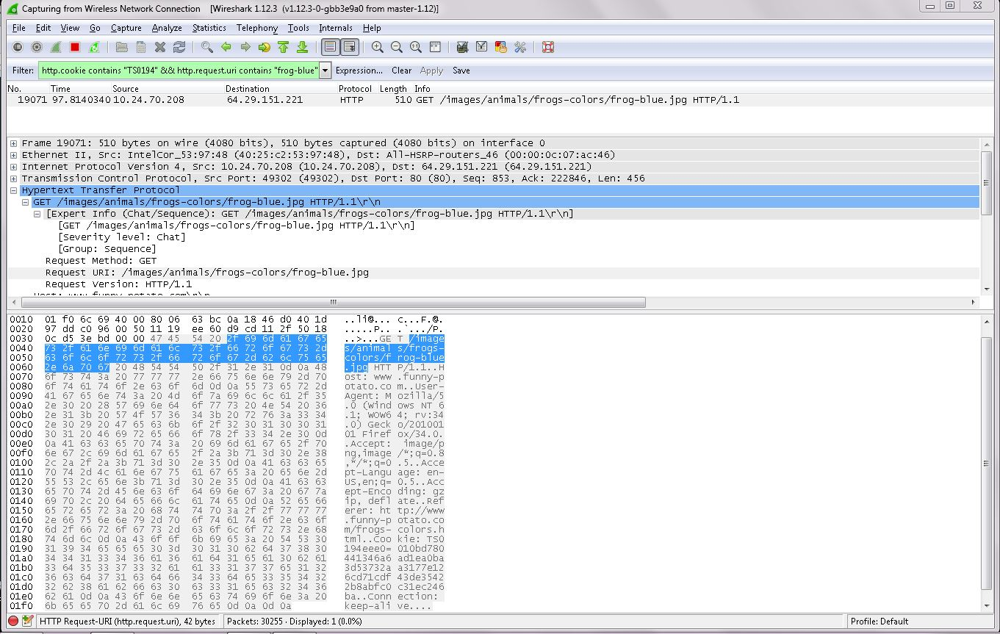 Capturing from Wireless Network Connection [Wireshark 1.12.3 (v1.12.3-0-gbb3e9a0 from master-1.12)]
File Edit View Go Capture Analyze Statistics Telephony Tools Internals Help
Filter: http.cookie contains "TS0194" && http.request.uri contains "frog-blue" Expression... Clear Apply Save
No. Time Source Destination Protocol Length Info
19071 97.8140340 10.24.70.208 64.29.151.221 HTTP 510 GET /images/animals/frogs-colors/frog-blue.jpg HTTP/1.1
Frame 19071: 510 bytes on wire (4080 bits), 510 bytes captured (4080 bits) on interface 0
Ethernet II, Src: IntelCor_53:97:48 (40:25:c2:53:97:48), Dst: All-HSRP-routers_46 (00:00:0c:07:ac:46)
Internet Protocol Version 4, Src: 10.24.70.208 (10.24.70.208), Dst: 64.29.151.221 (64.29.151.221)
Transmission Control Protocol, Src Port: 49302 (49302), Dst Port: 80 (80), Seq: 853, Ack: 222846, Len: 456
Hypertext Transfer Protocol
GET /images/animals/frogs-colors/frog-blue.jpg HTTP/1.1\r\n
[Expert Info (Chat/Sequence): GET /images/animals/frogs-colors/frog-blue.jpg HTTP/1.1\r\n]
[GET /images/animals/frogs-colors/frog-blue.jpg HTTP/1.1\r\n]
[Severity level: Chat]
[Group: Sequence]
Request Method: GET
Request URI: /images/animals/frogs-colors/frog-blue.jpg
Request Version: HTTP/1.1
Host: www.funny-potato.com\r\n
0010 01 f0 6c 69 40 00 80 06 63 bc 0a 18 46 d0 40 1d ..li@... c...F.@.
0020 97 dd c0 96 00 50 11 19 ee 60 d9 cd 11 2f 50 18 .....P.. .`.../P.
0030 0c d5 3e bd 00 00 47 45 54 20 2f 69 6d 61 67 65 ..>...GE T /image
0040 73 2f 61 6e 69 6d 61 6c 73 2f 66 72 6f 67 73 2d s/animal s/frogs-
0050 63 6f 6c 6f 72 73 2f 66 72 6f 67 2d 62 6c 75 65 colors/f rog-blue
0060 2e 6a 70 67 20 48 54 54 50 2f 31 2e 31 0d 0a 48 .jpg HTT P/1.1..H
0070 6f 73 74 3a 20 77 77 77 2e 66 75 6e 6e 79 2d 70 ost: www .funny-p
0080 6f 74 61 74 6f 2e 63 6f 6d 0d 0a 55 73 65 72 2d otato.co m..User-
0090 41 67 65 6e 74 3a 20 4d 6f 7a 69 6c 6c 61 2f 35 Agent: M ozilla/5
00a0 2e 30 20 28 57 69 6e 64 6f 77 73 20 4e 54 20 36 .0 (Wind ows NT 6
00b0 2e 31 3b 20 57 4f 57 36 34 3b 20 72 76 3a 33 34 .1; WOW6 4; rv:34
00c0 2e 30 29 20 47 65 63 6b 6f 2f 32 30 31 30 30 31 .0) Geck o/201001
00d0 30 31 20 46 69 72 65 66 6f 78 2f 33 34 2e 30 0d 01 Firef ox/34.0.
00e0 0a 41 63 63 65 70 74 3a 20 69 6d 61 67 65 2f 70 .Accept: image/p
00f0 6e 67 2c 69 6d 61 67 65 2f 2a 3b 71 3d 30 2e 38 ng,image /*;q=0.8
0100 2c 2a 2f 2a 3b 71 3d 30 2e 35 0d 0a 41 63 63 65 ,*/*;q=0 .5..Acce
0110 70 74 2d 4c 61 6e 67 75 61 67 65 3a 20 65 6e 2d pt-Langu age: en-
0120 55 53 2c 65 6e 3b 71 3d 30 2e 35 0d 0a 41 63 63 US,en;q= 0.5..Acc
0130 65 70 74 2d 45 6e 63 6f 64 69 6e 67 3a 20 67 7a ept-Enco ding: gz
0140 69 70 2c 20 64 65 66 6c 61 74 65 0d 0a 52 65 66 ip, defl ate..Ref
0150 65 72 65 72 3a 20 68 74 74 70 3a 2f 2f 77 77 77 erer: ht tp://www
0160 2e 66 75 6e 6e 79 2d 70 6f 74 61 74 6f 2e 63 6f .funny-p otato.co
0170 6d 2f 66 72 6f 67 73 2d 63 6f 6c 6f 72 73 2e 68 m/frogs- colors.h
0180 74 6d 6c 0d 0a 43 6f 6f 6b 69 65 3a 20 54 53 30 tml..Coo kie: TS0
0190 31 39 34 65 65 65 30 3d 30 31 30 62 64 37 38 30 194eee0= 010bd780
01a0 34 34 31 33 34 36 61 36 61 64 31 65 61 30 62 61 441346a6 ad1ea0ba
01b0 33 64 35 33 37 33 32 61 61 33 31 37 37 65 31 32 3d53732a a3177e12
01c0 36 63 64 37 31 63 64 66 34 33 64 65 33 35 34 32 6cd71cdf 43de3542
01d0 32 62 38 61 62 66 63 30 63 33 31 65 63 32 34 36 2b8abfc0 c31ec246
01e0 62 61 0d 0a 43 6f 6e 6e 65 63 74 69 6f 6e 3a 20 ba..Conn ection:
01f0 6b 65 65 70 2d 61 6c 69 76 65 0d 0a 0d 0a keep-ali ve....
HTTP Request-URI (http.request.uri), 42 bytes Packets: 30255 · Displayed: 1 (0.0%) Profile: Default